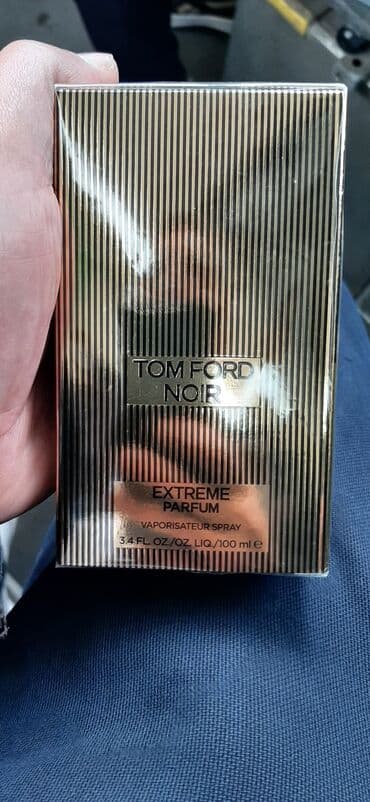 TOM FORD
NOIR
EXTREME
PARFUM
VAPORISATEUR SPRAY
3.4 FL. OZ./OZ. LIQ./100 ml ℮